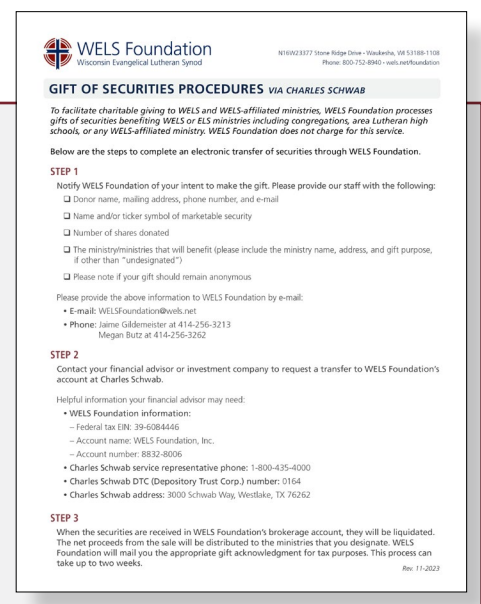 WELS Foundation
Wisconsin Evangelical Lutheran Synod
N16W23377 Stone Ridge Drive • Waukesha, WI 53188-1108
Phone: 800-752-8940 • wels.net/foundation
GIFT OF SECURITIES PROCEDURES VIA CHARLES SCHWAB
To facilitate charitable giving to WELS and WELS-affiliated ministries, WELS Foundation processes
gifts of securities benefiting WELS or ELS ministries including congregations, area Lutheran high
schools, or any WELS-affiliated ministry. WELS Foundation does not charge for this service.
Below are the steps to complete an electronic transfer of securities through WELS Foundation.
STEP 1
Notify WELS Foundation of your intent to make the gift. Please provide our staff with the following:
❑ Donor name, mailing address, phone number, and e-mail
❑ Name and/or ticker symbol of marketable security
❑ Number of shares donated
❑ The ministry/ministries that will benefit (please include the ministry name, address, and gift purpose,
if other than "undesignated")
❑ Please note if your gift should remain anonymous
Please provide the above information to WELS Foundation by e-mail:
• E-mail: WELSFoundation@wels.net
• Phone: Jaime Gildemeister at 414-256-3213
Megan Butz at 414-256-3262
STEP 2
Contact your financial advisor or investment company to request a transfer to WELS Foundation's
account at Charles Schwab.
Helpful information your financial advisor may need:
• WELS Foundation information:
– Federal tax EIN: 39-6084446
– Account name: WELS Foundation, Inc.
– Account number: 8832-8006
• Charles Schwab service representative phone: 1-800-435-4000
• Charles Schwab DTC (Depository Trust Corp.) number: 0164
• Charles Schwab address: 3000 Schwab Way, Westlake, TX 76262
STEP 3
When the securities are received in WELS Foundation's brokerage account, they will be liquidated.
The net proceeds from the sale will be distributed to the ministries that you designate. WELS
Foundation will mail you the appropriate gift acknowledgment for tax purposes. This process can
take up to two weeks.
Rev. 11-2023